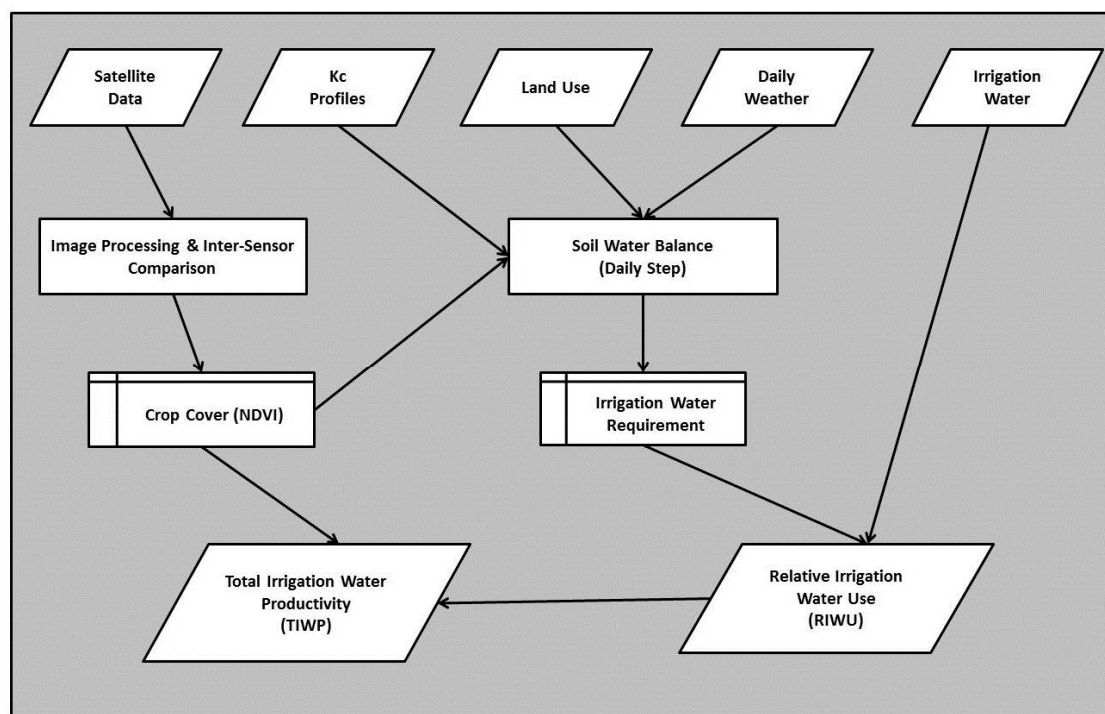 Satellite
Data
Kc
Profiles
Land Use
Daily
Weather
Irrigation
Water
Image Processing & Inter-Sensor
Comparison
Soil Water Balance
(Daily Step)
Crop Cover (NDVI)
Irrigation Water
Requirement
Total Irrigation Water
Productivity
(TIWP)
Relative Irrigation
Water Use
(RIWU)